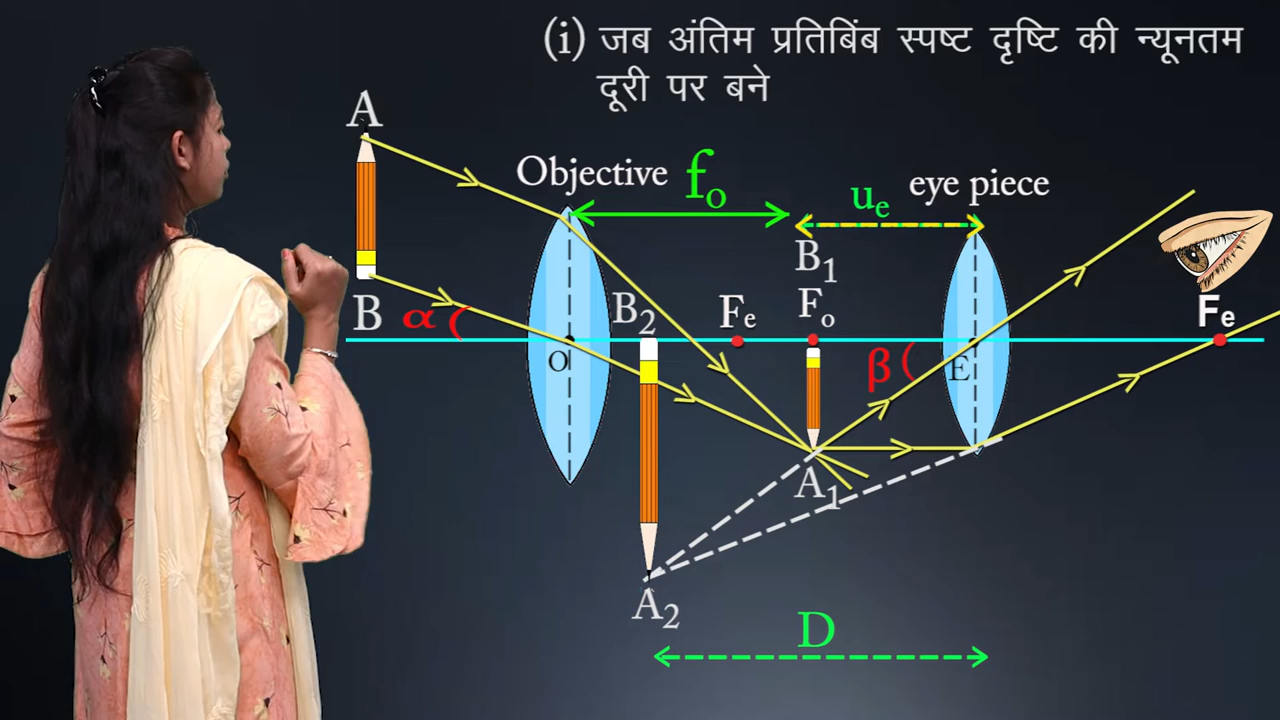 (i) जब अंतिम प्रतिबिंब स्पष्ट दृष्टि की न्यूनतम
दूरी पर बने
A
Objective
fo
ue
eye piece
B1
B
α
B2
Fe
Fo
Fe
O
β
E
A1
A2
D